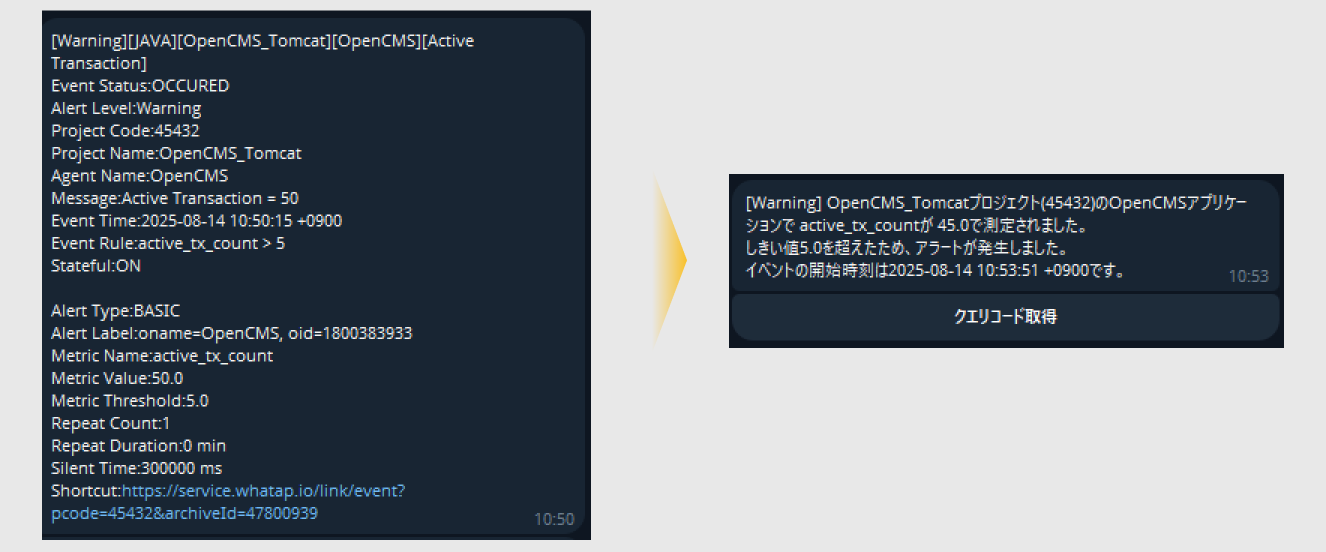 [Warning][JAVA][OpenCMS_Tomcat][OpenCMS][Active
Transaction]
Event Status:OCCURED
Alert Level:Warning
Project Code:45432
Project Name:OpenCMS_Tomcat
Agent Name:OpenCMS
Message:Active Transaction = 50
Event Time:2025-08-14 10:50:15 +0900
Event Rule:active_tx_count > 5
Stateful:ON
Alert Type:BASIC
Alert Label:oname=OpenCMS, oid=1800383933
Metric Name:active_tx_count
Metric Value:50.0
Metric Threshold:5.0
Repeat Count:1
Repeat Duration:0 min
Silent Time:300000 ms
Shortcut:https://service.whatap.io/link/event?
pcode=45432&archiveId=47800939
10:50
[Warning] OpenCMS_Tomcatプロジェクト(45432)のOpenCMSアプリケー
ションで active_tx_countが 45.0で測定されました。
しきい値5.0を超えたため、アラートが発生しました。
イベントの開始時刻は2025-08-14 10:53:51 +0900です。
10:53
クエリコード取得